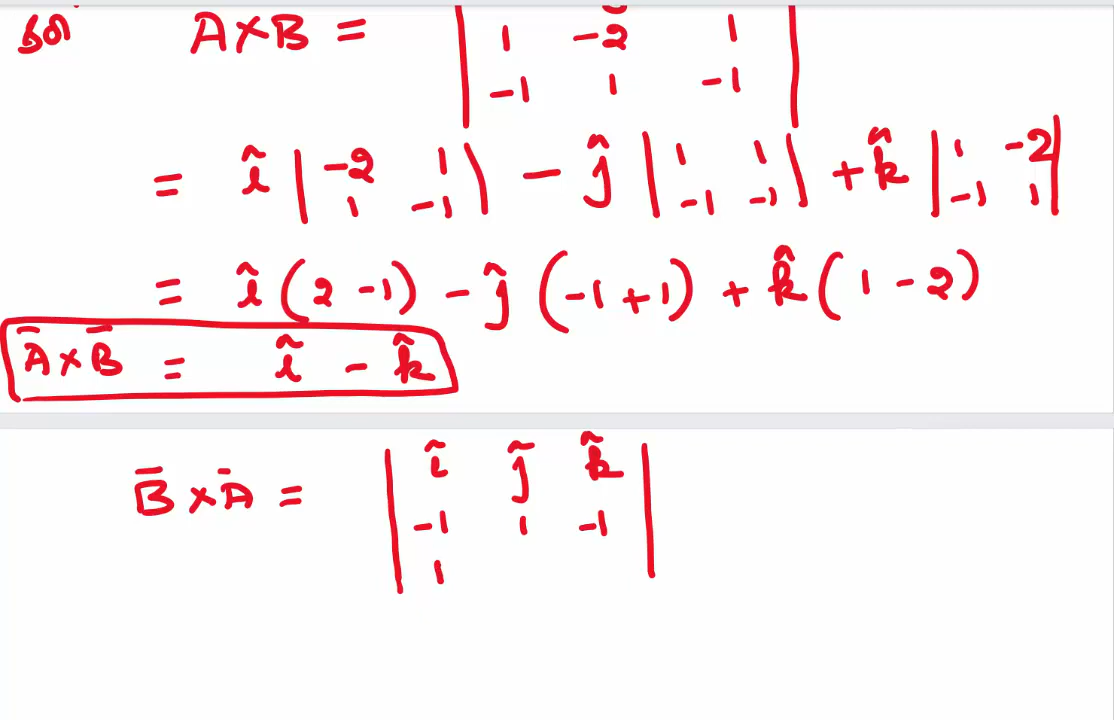 Sol A×B = | 1 -2 1 |
| -1 1 -1 |
= î | -2 1 | - ĵ | 1 1 | + k̂ | 1 -2 |
| 1 -1 | | -1 -1 | | -1 1 |
= î (2 -1) - ĵ (-1 +1) + k̂ (1 - 2)
A̅ × B̅ = î - k̂
B̅ × A̅ = | î ĵ k̂ |
| -1 1 -1 |
| 1